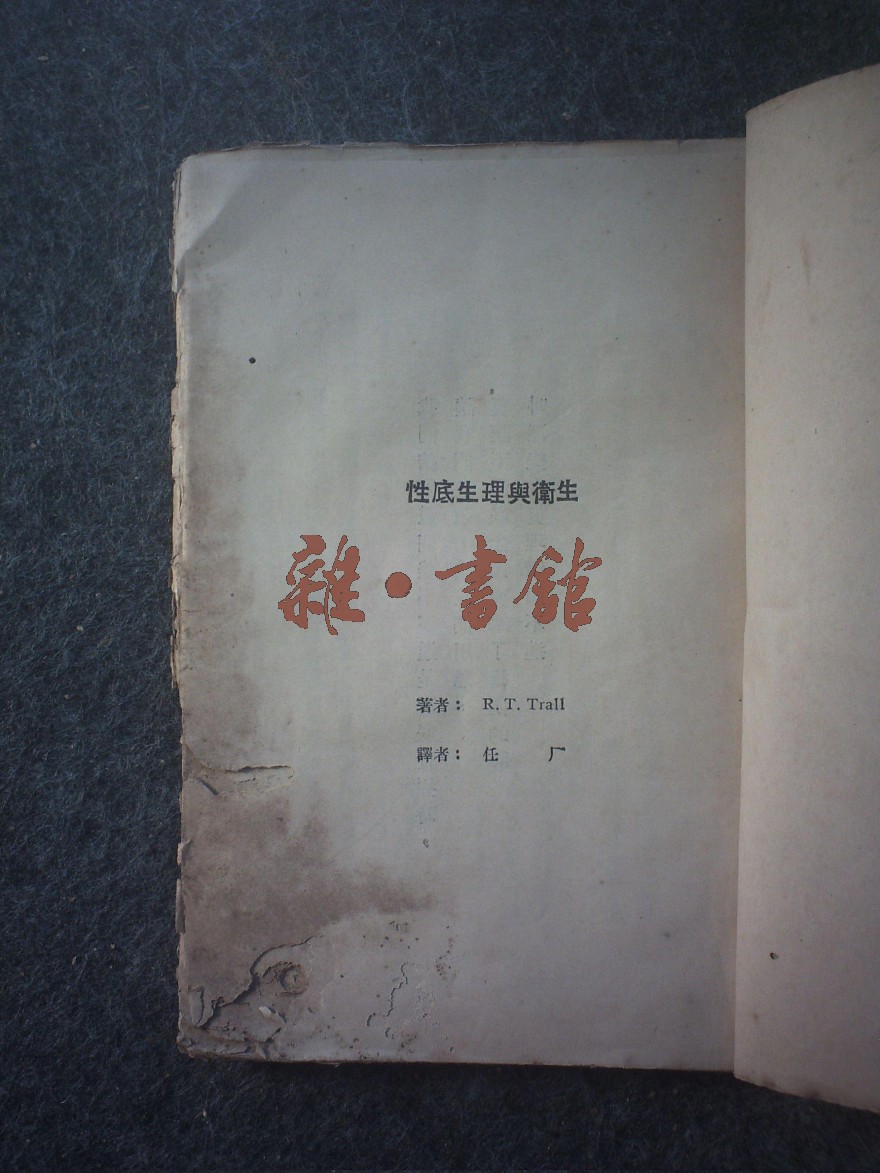 性底生理與衛生
雜·書館
著者： R. T. Trall
譯者： 任　　厂